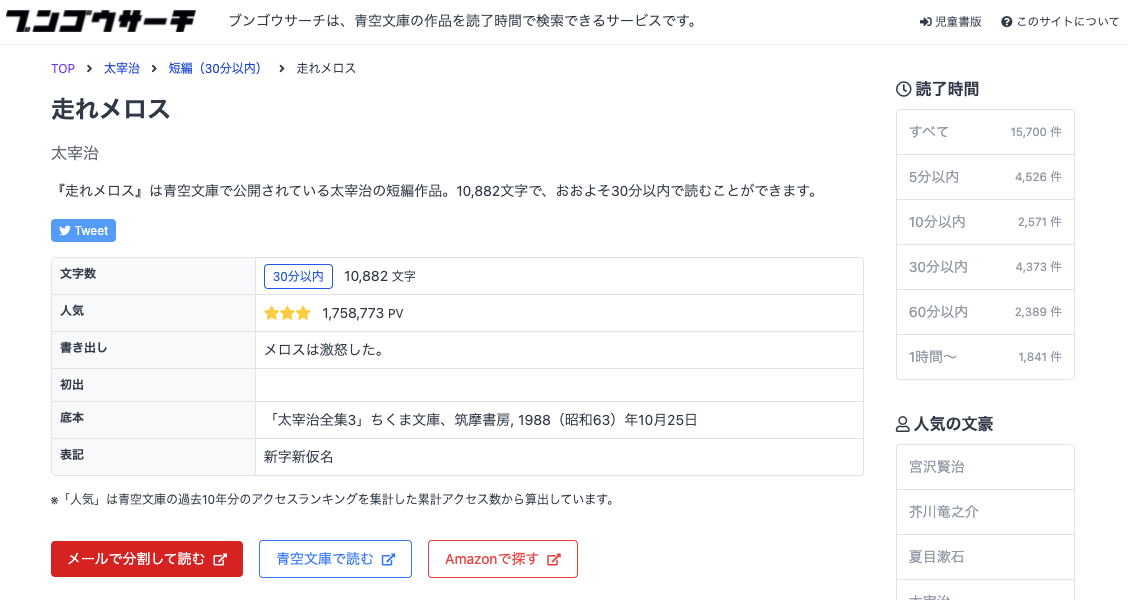 ブンゴウサーチ
ブンゴウサーチは、青空文庫の作品を読了時間で検索できるサービスです。
児童書版
このサイトについて
TOP > 太宰治 > 短編（30分以内） > 走れメロス
走れメロス
太宰治
『走れメロス』は青空文庫で公開されている太宰治の短編作品。10,882文字で、おおよそ30分以内で読むことができます。
Tweet
文字数 30分以内 10,882 文字
人気 1,758,773 PV
書き出し メロスは激怒した。
初出
底本 「太宰治全集3」ちくま文庫、筑摩書房, 1988（昭和63）年10月25日
表記 新字新仮名
※「人気」は青空文庫の過去10年分のアクセスランキングを集計した累計アクセス数から算出しています。
メールで分割して読む
青空文庫で読む
Amazonで探す
読了時間
すべて 15,700 件
5分以内 4,526 件
10分以内 2,571 件
30分以内 4,373 件
60分以内 2,389 件
1時間〜 1,841 件
人気の文豪
宮沢賢治
芥川竜之介
夏目漱石
太宰治